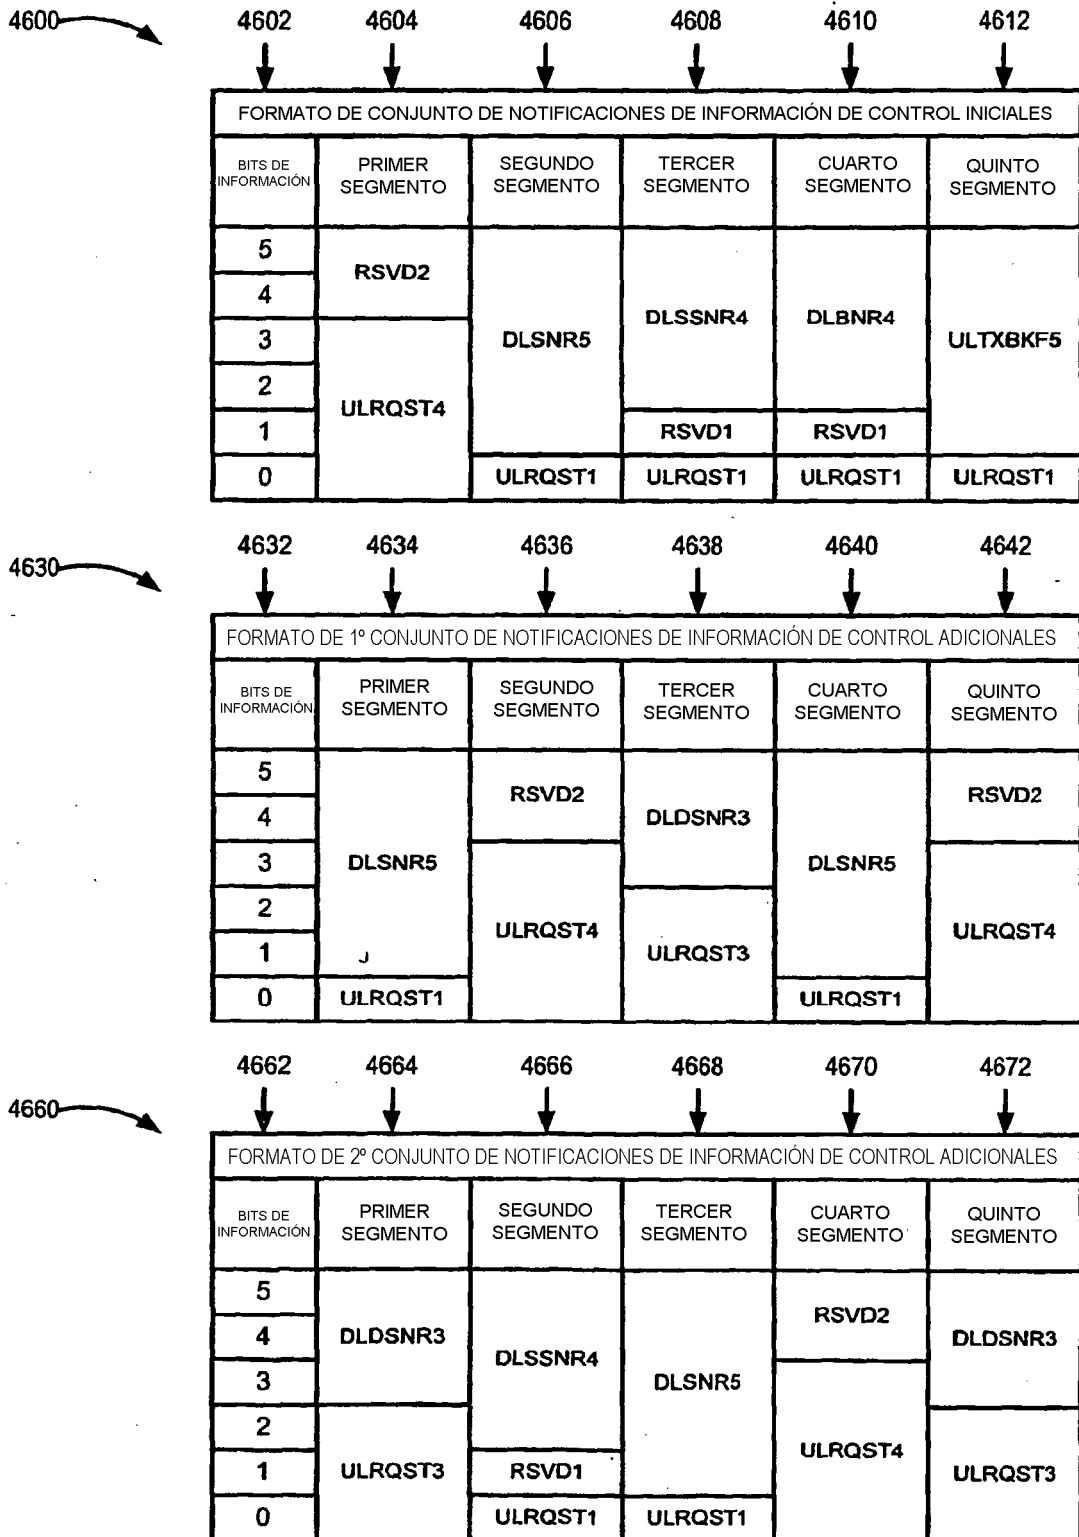 4600 4602 4604 4606 4608 4610 4612
FORMATO DE CONJUNTO DE NOTIFICACIONES DE INFORMACIÓN DE CONTROL INICIALES
BITS DE INFORMACIÓN PRIMER SEGMENTO SEGUNDO SEGMENTO TERCER SEGMENTO CUARTO SEGMENTO QUINTO SEGMENTO
5
RSVD2
4
DLSSNR4 DLBNR4
3 DLSNR5 ULTXBKF5
2
ULRQST4
1 RSVD1 RSVD1
0 ULRQST1 ULRQST1 ULRQST1 ULRQST1
4630 4632 4634 4636 4638 4640 4642
FORMATO DE 1º CONJUNTO DE NOTIFICACIONES DE INFORMACIÓN DE CONTROL ADICIONALES
BITS DE INFORMACIÓN PRIMER SEGMENTO SEGUNDO SEGMENTO TERCER SEGMENTO CUARTO SEGMENTO QUINTO SEGMENTO
5
RSVD2 RSVD2
4 DLDSNR3
3 DLSNR5 DLSNR5
2
ULRQST4 ULRQST4
1 ULRQST3
0 ULRQST1 ULRQST1
4660 4662 4664 4666 4668 4670 4672
FORMATO DE 2º CONJUNTO DE NOTIFICACIONES DE INFORMACIÓN DE CONTROL ADICIONALES
BITS DE INFORMACIÓN PRIMER SEGMENTO SEGUNDO SEGMENTO TERCER SEGMENTO CUARTO SEGMENTO QUINTO SEGMENTO
5
RSVD2
4 DLDSNR3 DLDSNR3
DLSSNR4
3 DLSNR5
2
ULRQST4
1 ULRQST3 RSVD1 ULRQST3
0 ULRQST1 ULRQST1